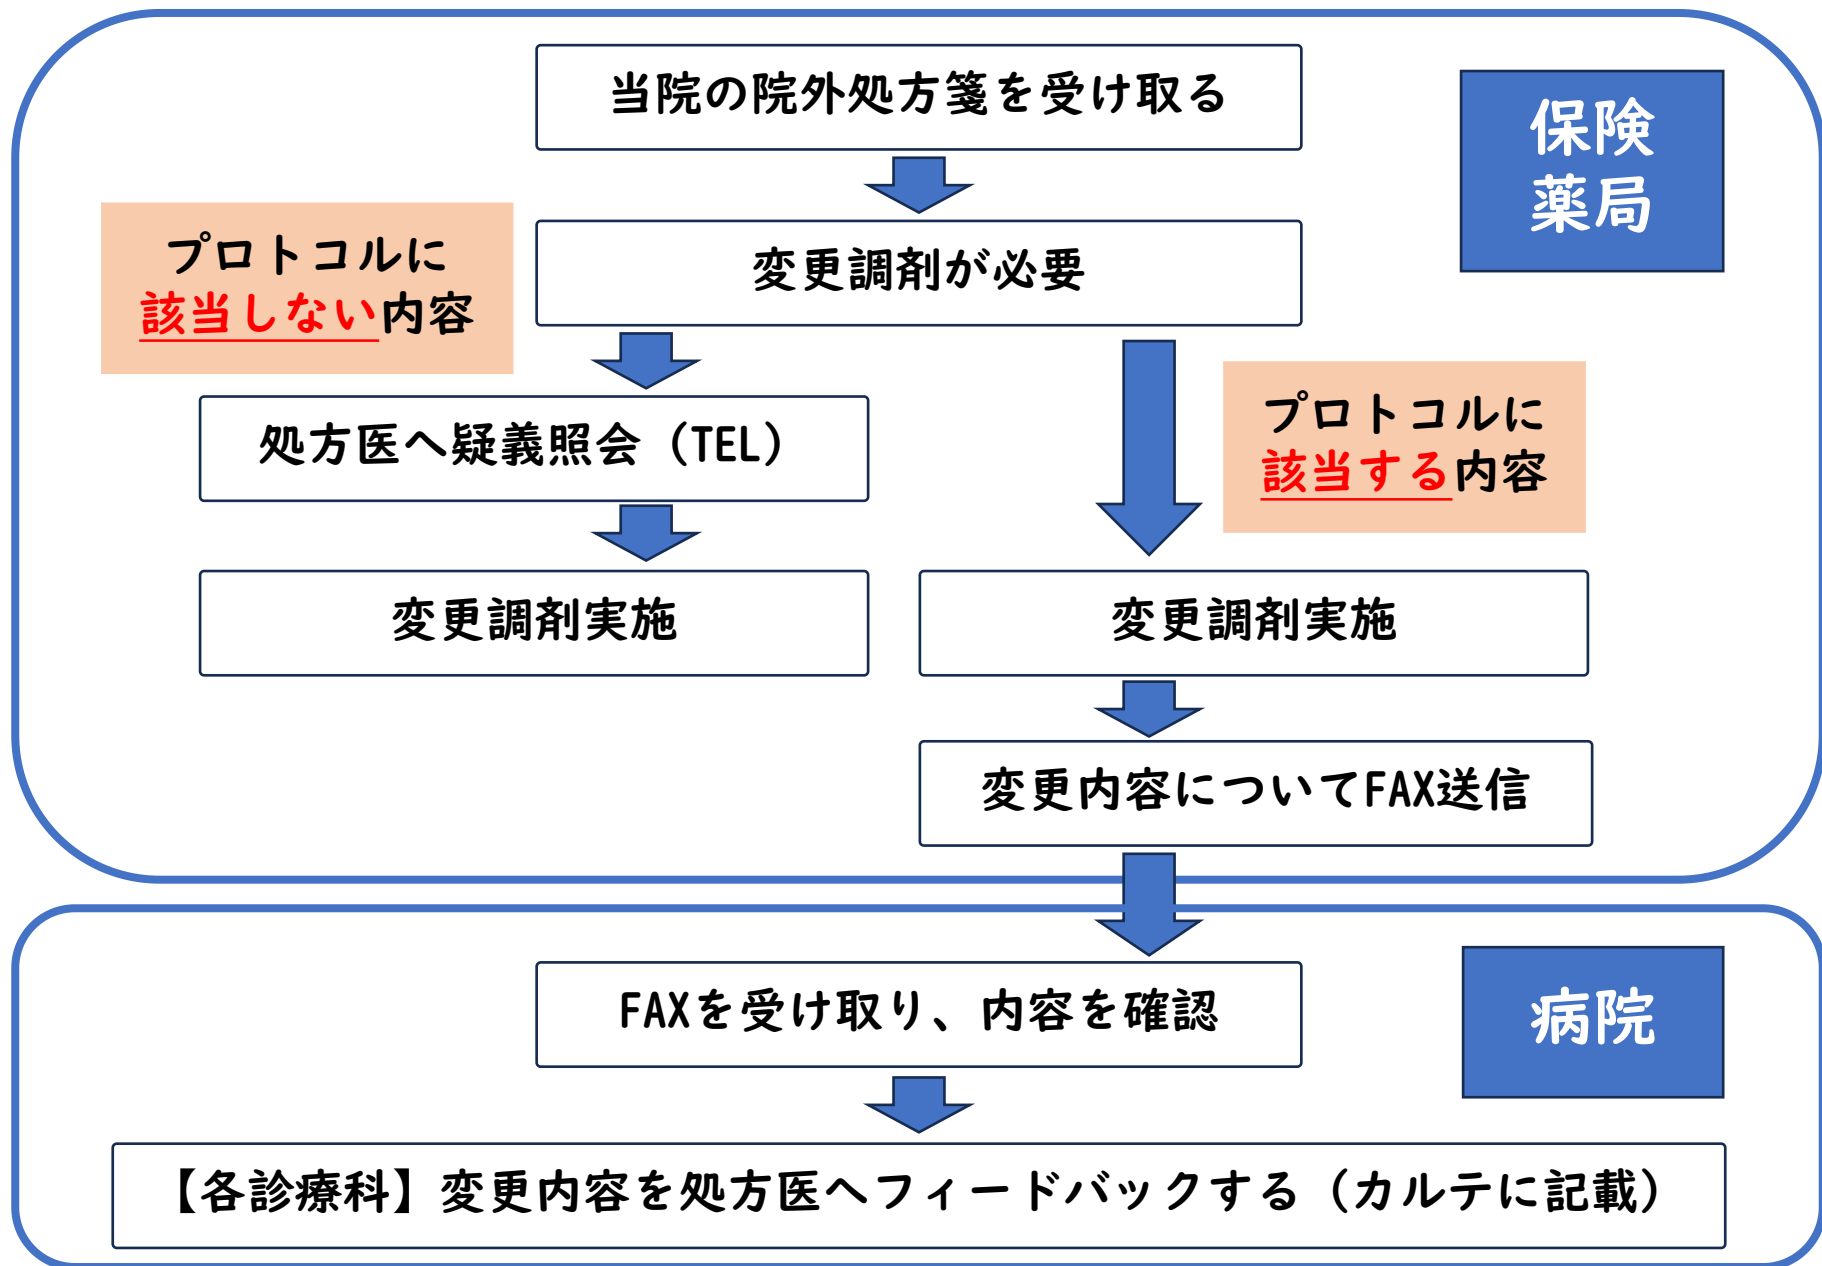 当院の院外処方箋を受け取る
保険
薬局
プロトコルに
該当しない内容
変更調剤が必要
処方医へ疑義照会（TEL）
プロトコルに
該当する内容
変更調剤実施
変更調剤実施
変更内容についてFAX送信
FAXを受け取り、内容を確認
病院
【各診療科】変更内容を処方医へフィードバックする（カルテに記載）